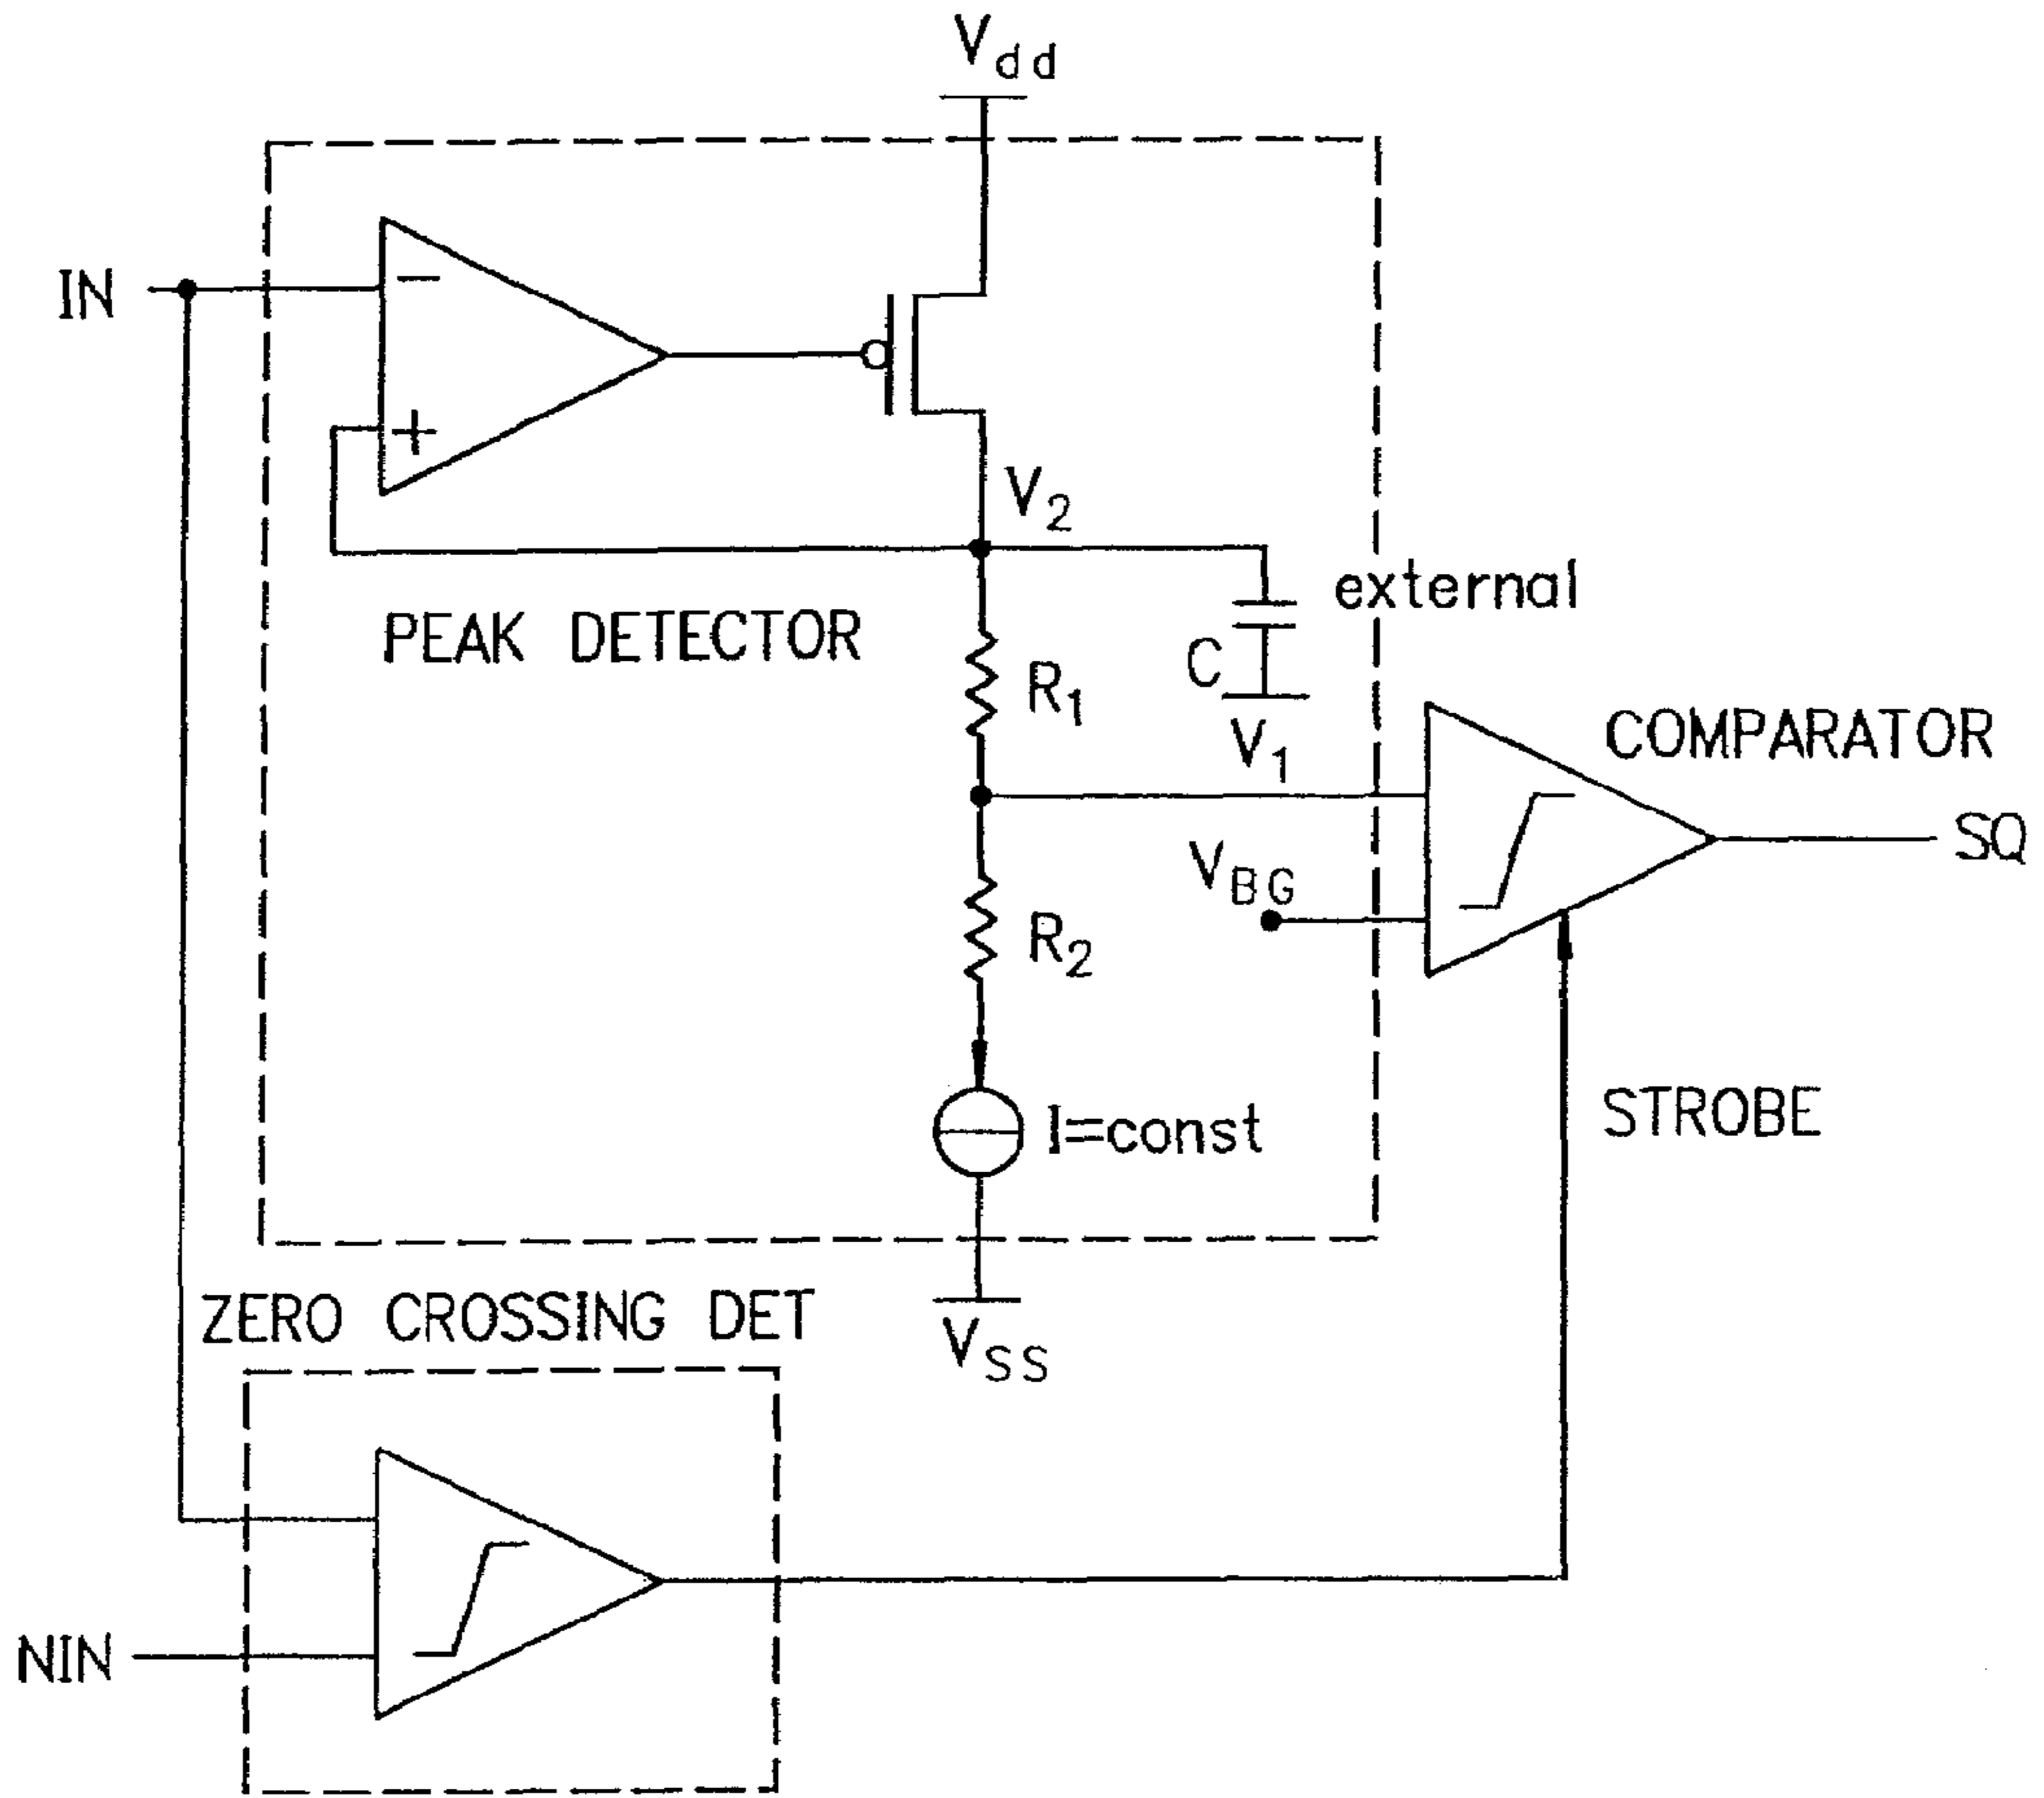 Vdd
IN
−
+
V2
external
PEAK DETECTOR
R1
C
V1
COMPARATOR
SQ
VBG
R2
I=const
STROBE
ZERO CROSSING DET
VSS
NIN